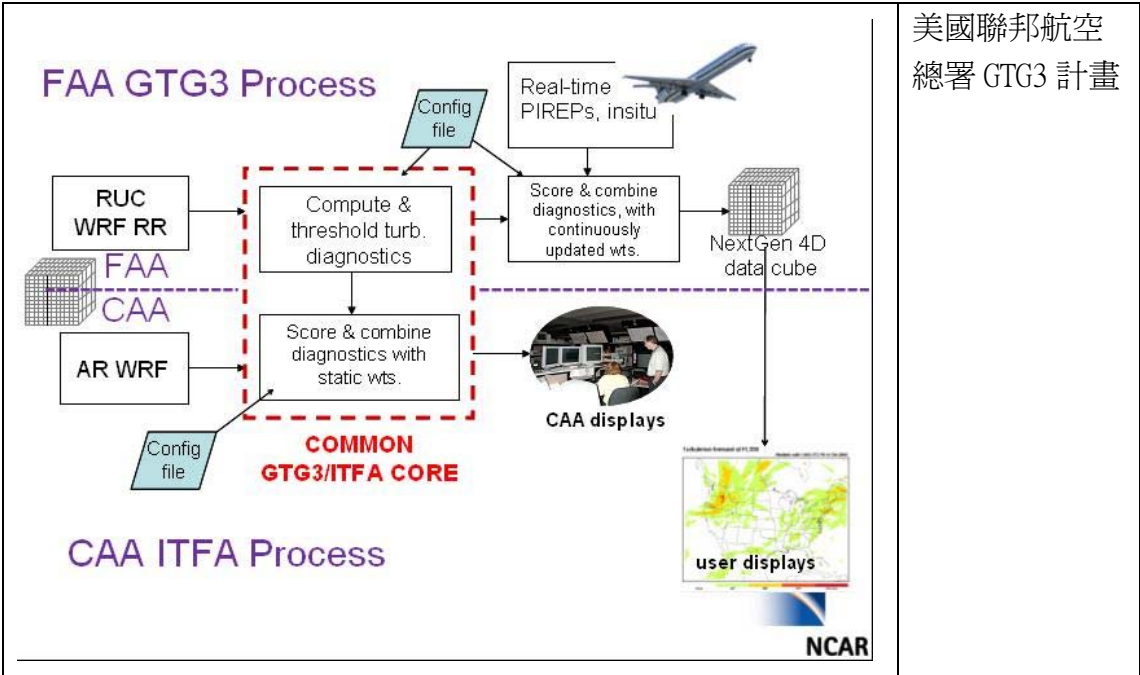 FAA GTG3 Process
Config
file
Real-time
PIREPs, insitu
RUC
WRF RR
Compute &
threshold turb.
diagnostics
Score & combine
diagnostics, with
continuously
updated wts.
NextGen 4D
data cube
FAA
CAA
AR WRF
Score & combine
diagnostics with
static wts.
CAA displays
Config
file
COMMON
GTG3/ITFA CORE
CAA ITFA Process
user displays
NCAR
美國聯邦航空
總署 GTG3 計畫